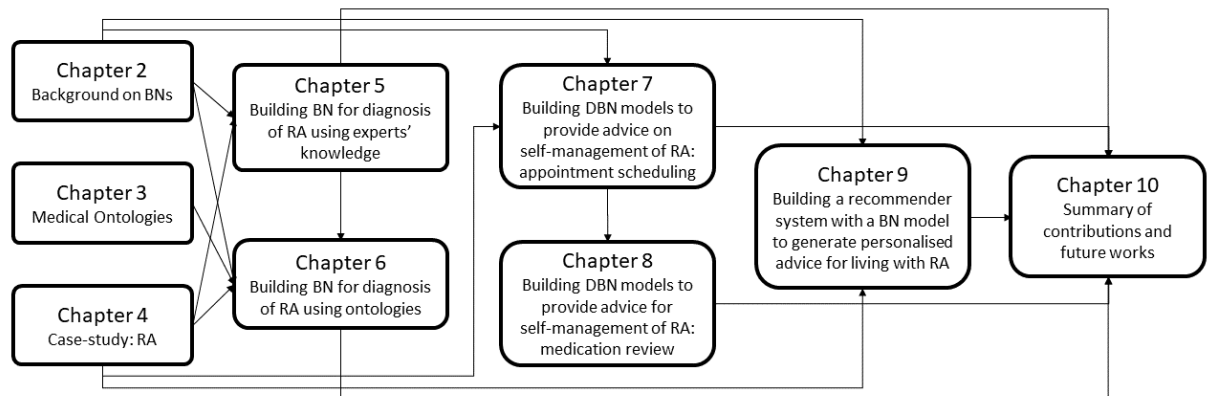 Chapter 2
Background on BNs
Chapter 3
Medical Ontologies
Chapter 4
Case-study: RA
Chapter 5
Building BN for diagnosis
of RA using experts'
knowledge
Chapter 6
Building BN for diagnosis
of RA using ontologies
Chapter 7
Building DBN models to
provide advice on
self-management of RA:
appointment scheduling
Chapter 8
Building DBN models to
provide advice for
self-management of RA:
medication review
Chapter 9
Building a recommender
system with a BN model
to generate personalised
advice for living with RA
Chapter 10
Summary of
contributions and
future works